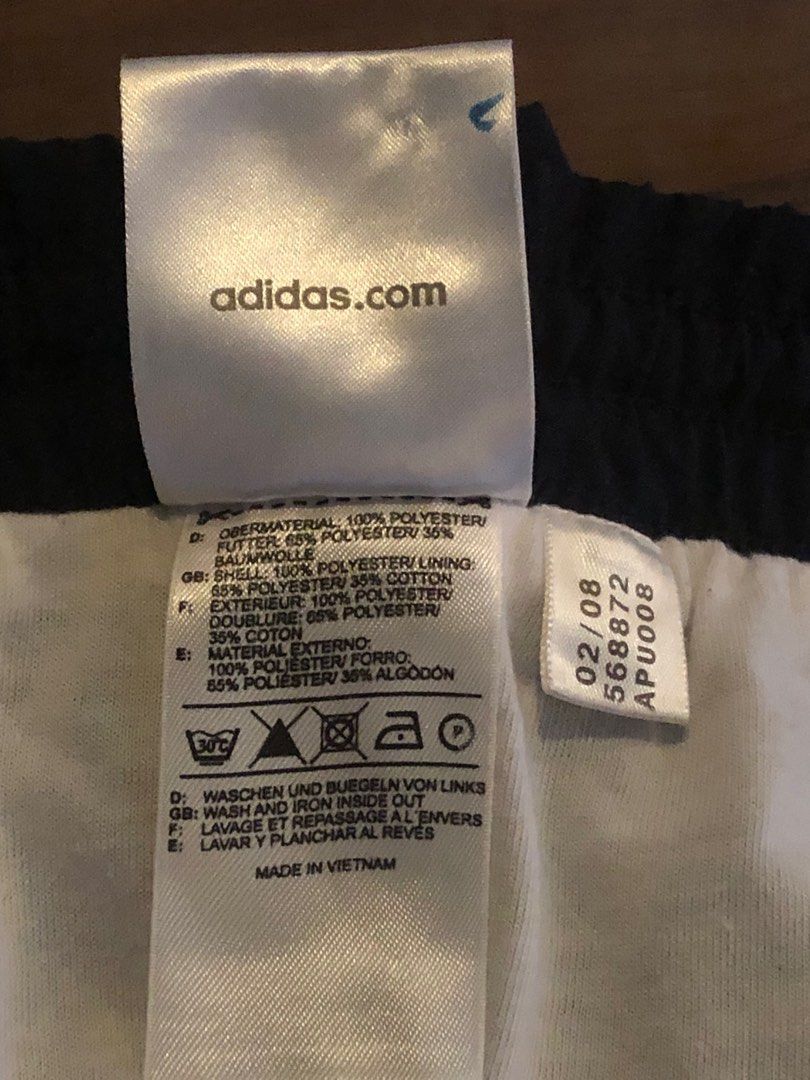 adidas.com
D: OBERMATERIAL: 100% POLYESTER/
FUTTER: 65% POLYESTER/ 35%
BAUMWOLLE
GB: SHELL: 100% POLYESTER/ LINING:
65% POLYESTER/ 35% COTTON
F: EXTERIEUR: 100% POLYESTER/
DOUBLURE: 65% POLYESTER/
35% COTON
E: MATERIAL EXTERNO:
100% POLIÉSTER/ FORRO:
65% POLIÉSTER/ 35% ALGODÓN
30°C
P
D: WASCHEN UND BUEGELN VON LINKS
GB: WASH AND IRON INSIDE OUT
F: LAVAGE ET REPASSAGE A L'ENVERS
E: LAVAR Y PLANCHAR AL REVÉS
MADE IN VIETNAM
02/08
568872
APU008